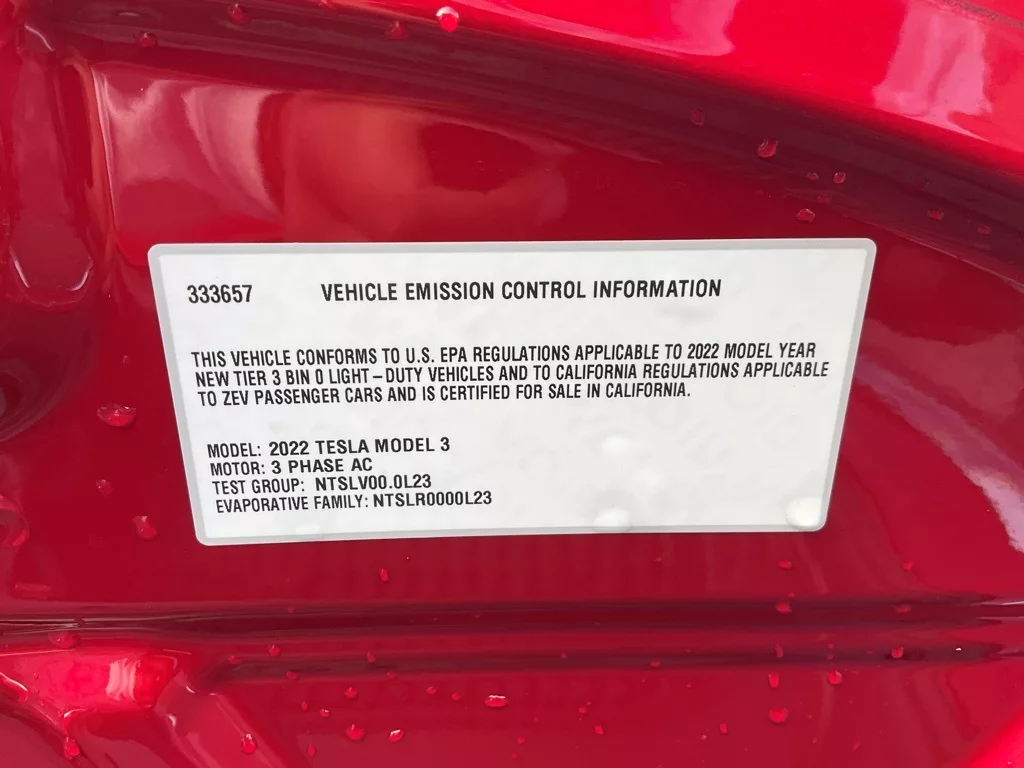 333657 VEHICLE EMISSION CONTROL INFORMATION
THIS VEHICLE CONFORMS TO U.S. EPA REGULATIONS APPLICABLE TO 2022 MODEL YEAR
NEW TIER 3 BIN 0 LIGHT-DUTY VEHICLES AND TO CALIFORNIA REGULATIONS APPLICABLE
TO ZEV PASSENGER CARS AND IS CERTIFIED FOR SALE IN CALIFORNIA.
MODEL: 2022 TESLA MODEL 3
MOTOR: 3 PHASE AC
TEST GROUP: NTSLV00.0L23
EVAPORATIVE FAMILY: NTSLR0000L23